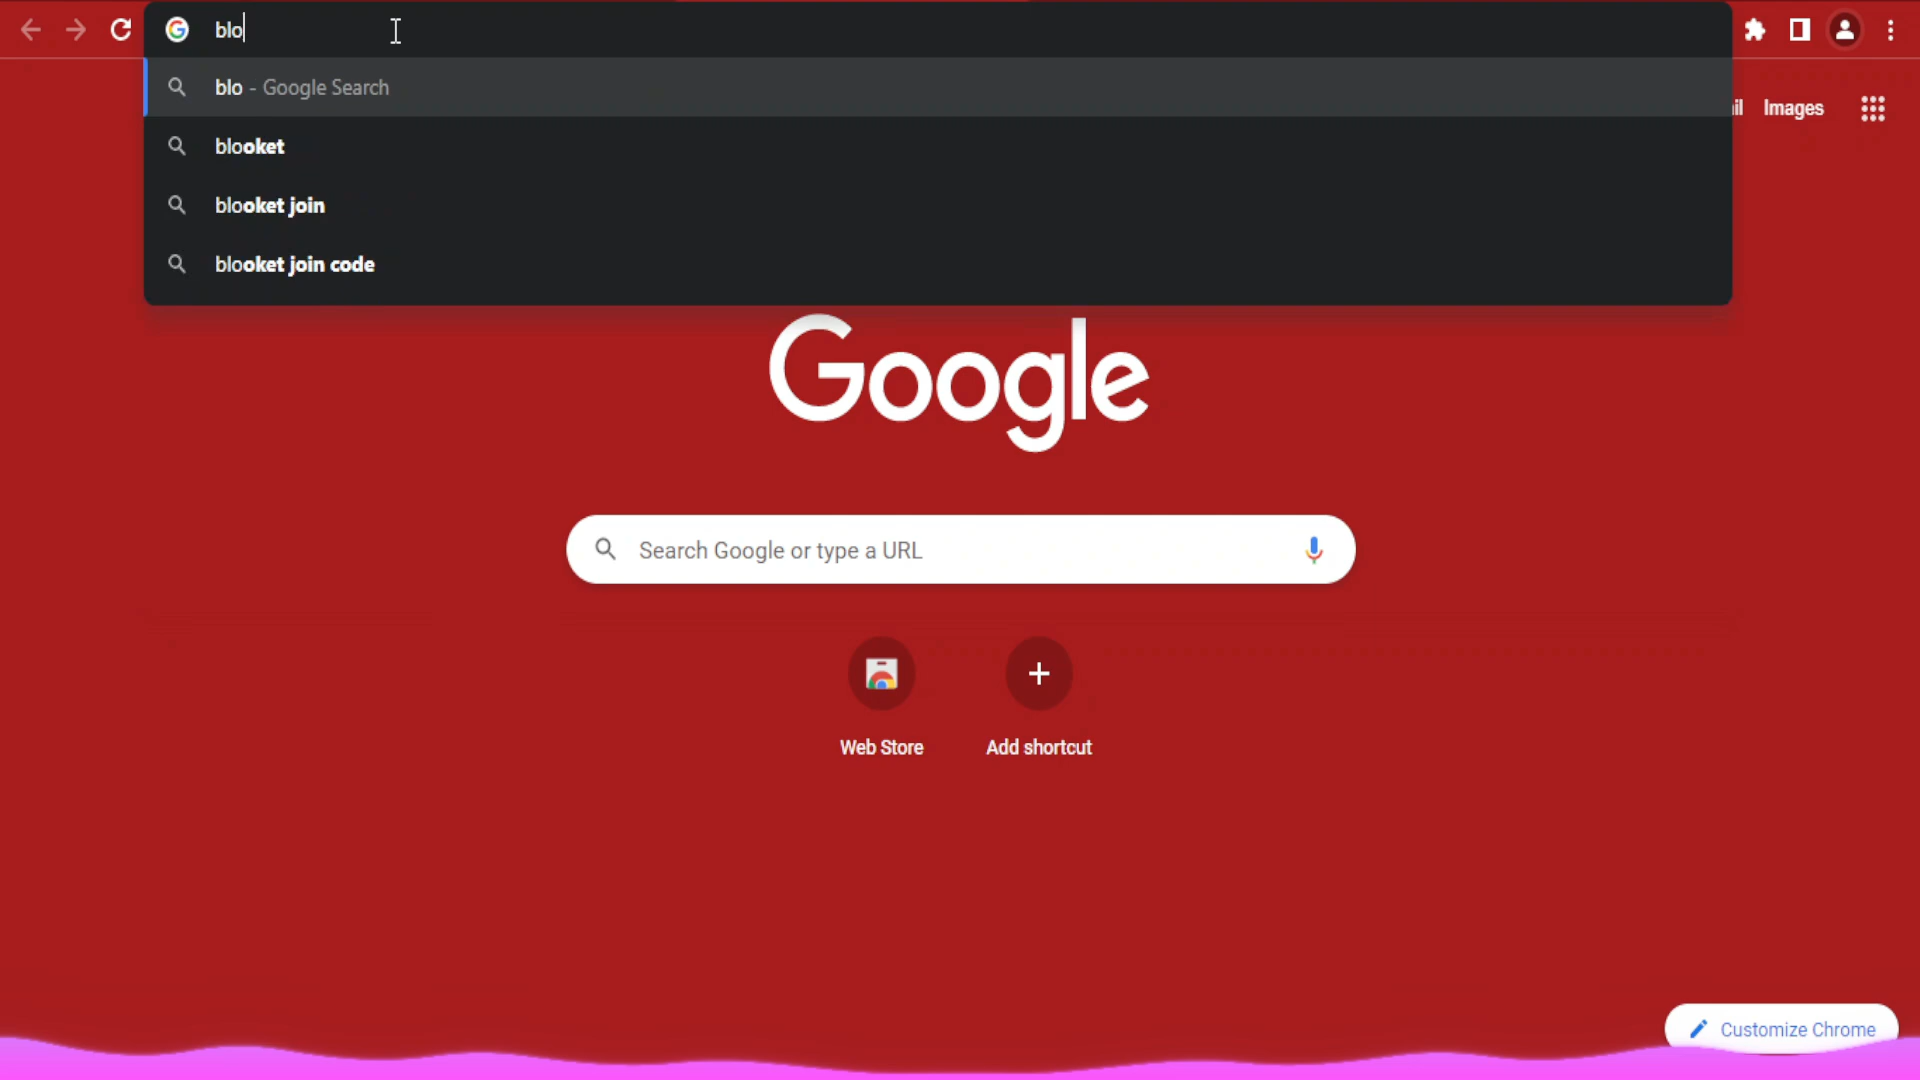 blo
blo - Google Search
blooket
blooket join
blooket join code
Images
Google
Search Google or type a URL
Web Store
Add shortcut
Customize Chrome